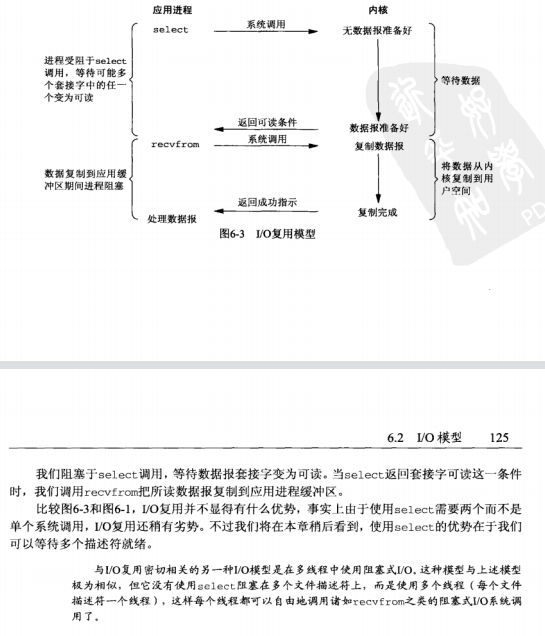 应用进程
内核
select
系统调用
无数据报准备好
进程受阻于select
调用，等待可能多
个套接字中的任一
个变为可读
等待数据
返回可读条件
数据报准备好
recvfrom
系统调用
复制数据报
数据复制到应用缓
冲区期间进程阻塞
将数据从内
核复制到用
户空间
返回成功指示
处理数据报
复制完成
图6-3 I/O复用模型
PD
6.2 I/O 模型 125
我们阻塞于select调用，等待数据报套接字变为可读。当select返回套接字可读这一条件
时，我们调用recvfrom把所读数据报复制到应用进程缓冲区。
比较图6-3和图6-1，I/O复用并不显得有什么优势，事实上由于使用select需要两个而不是
单个系统调用，I/O复用还稍有劣势。不过我们将在本章稍后看到，使用select的优势在于我们
可以等待多个描述符就绪。
与I/O复用密切相关的另一种I/O模型是在多线程中使用阻塞式I/O。这种模型与上述模型
极为相似，但它没有使用select阻塞在多个文件描述符上，而是使用多个线程（每个文件
描述符一个线程），这样每个线程都可以自由地调用诸如recvfrom之类的阻塞式I/O系统调
用了。